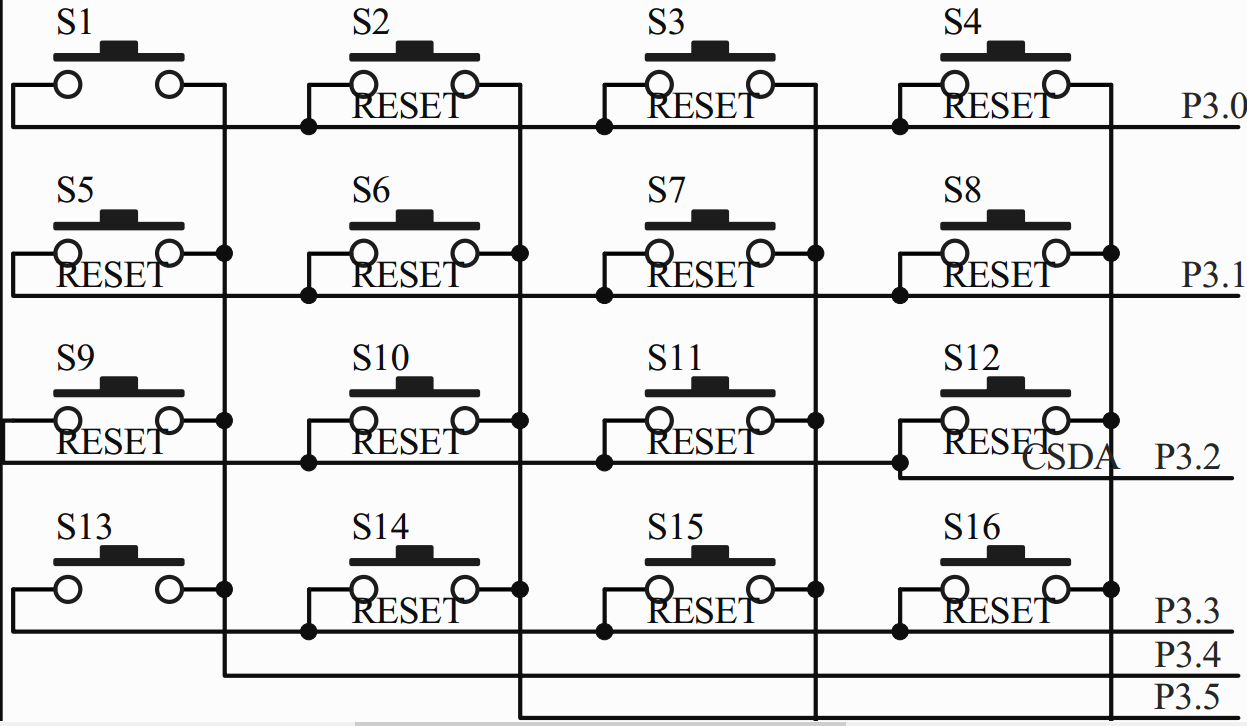 S1 S2 S3 S4
RESET RESET RESET P3.0
S5 S6 S7 S8
RESET RESET RESET RESET P3.1
S9 S10 S11 S12
RESET RESET RESET RESET
CSDA P3.2
S13 S14 S15 S16
RESET RESET RESET P3.3
P3.4
P3.5